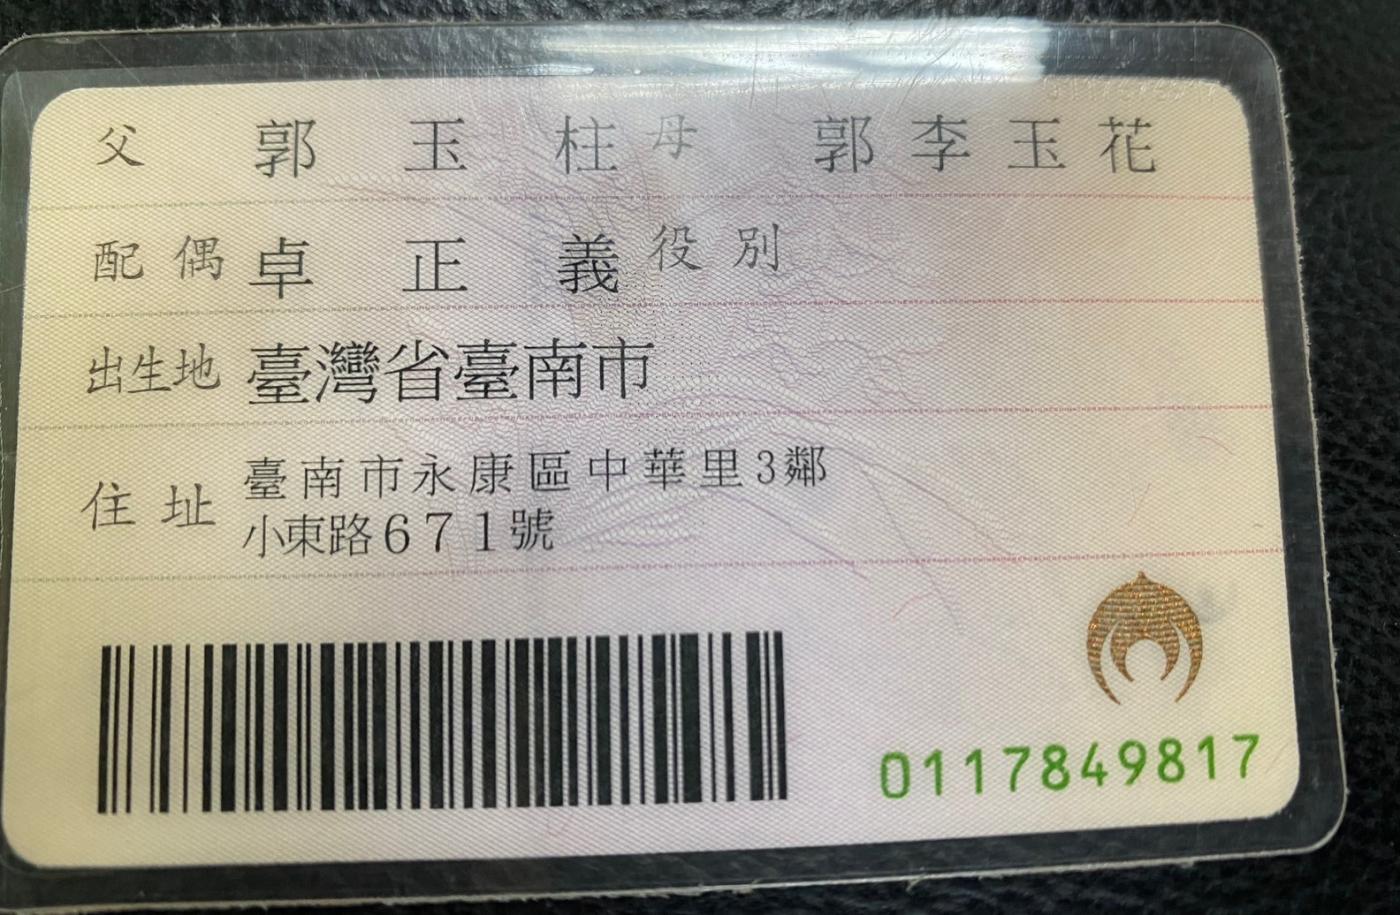 父 郭玉柱 母 郭李玉花
配偶 卓正義 役別
出生地 臺灣省臺南市
住址 臺南市永康區中華里3鄰
小東路671號
0117849817